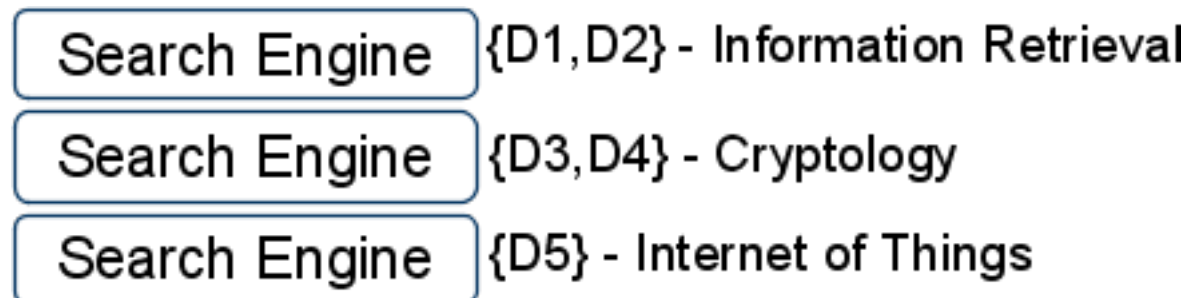 Search Engine {D1,D2} - Information Retrieval
Search Engine {D3,D4} - Cryptology
Search Engine {D5} - Internet of Things